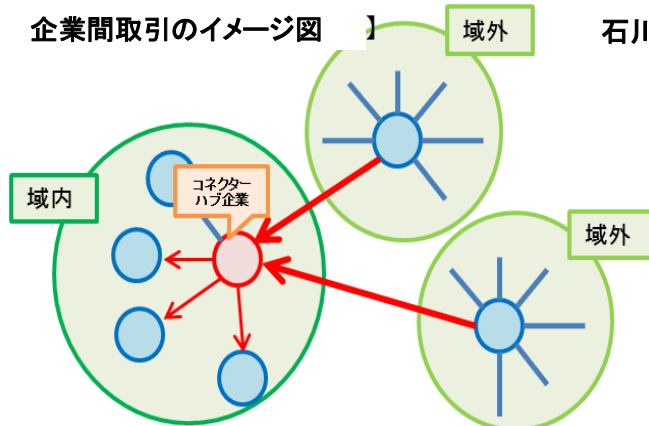 企業間取引のイメージ図 】
石川
域外
域内
コネクター
ハブ企業
域外